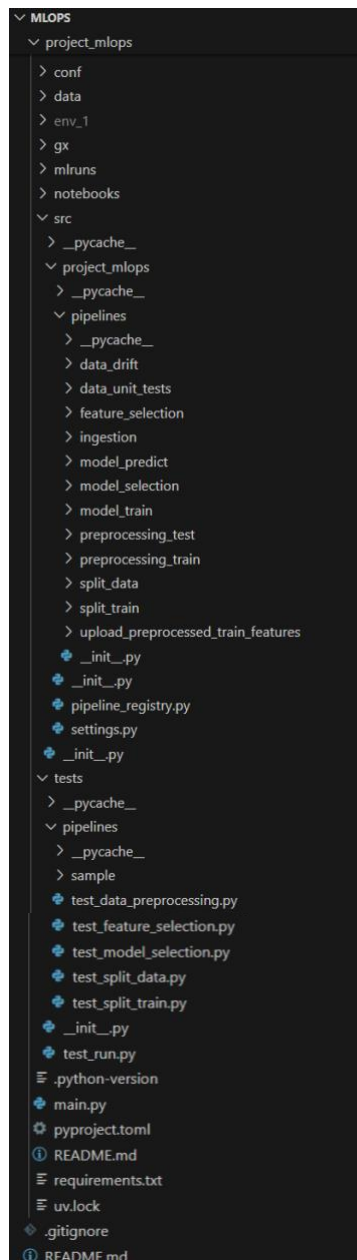 MLOPS
project_mlops
conf
data
env_1
gx
mlruns
notebooks
src
__pycache__
project_mlops
__pycache__
pipelines
__pycache__
data_drift
data_unit_tests
feature_selection
ingestion
model_predict
model_selection
model_train
preprocessing_test
preprocessing_train
split_data
split_train
upload_preprocessed_train_features
__init__.py
__init__.py
pipeline_registry.py
settings.py
__init__.py
tests
__pycache__
pipelines
__pycache__
sample
test_data_preprocessing.py
test_feature_selection.py
test_model_selection.py
test_split_data.py
test_split_train.py
__init__.py
test_run.py
.python-version
main.py
pyproject.toml
README.md
requirements.txt
uv.lock
.gitignore
README.md